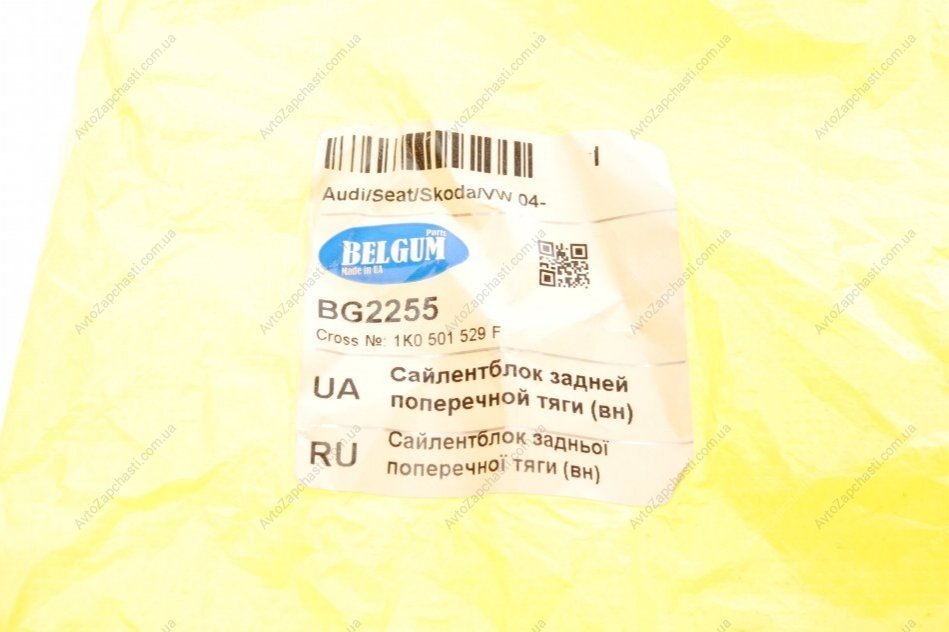 Audi/Seat/Skoda/VW 04-
Parts
BELGUM
Made in UA
BG2255
Cross №: 1K0 501 529 F
UA
Сайлентблок задней
поперечной тяги (вн)
RU
Сайлентблок задньої
поперечної тяги (вн)
AvtoZapchasti.com.ua